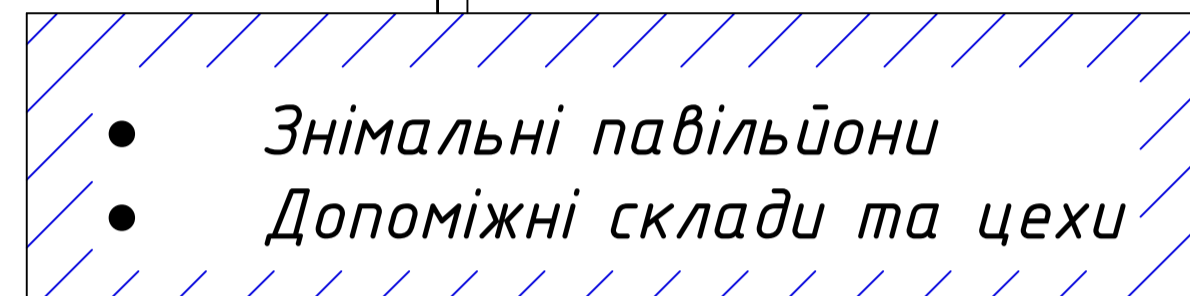 • Знімальні павільйони
• Допоміжні склади та цехи